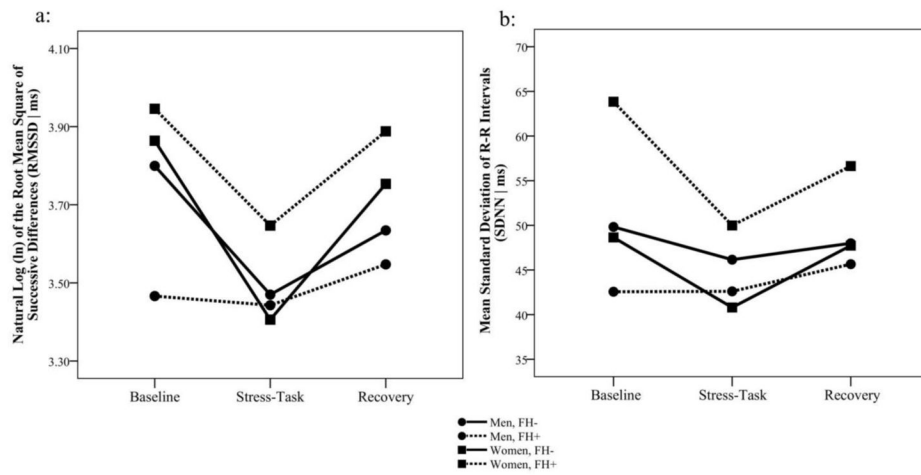 a:
Natural Log (ln) of the Root Mean Square of
Successive Differences (RMSSD | ms)
4.10
3.90
3.70
3.50
3.30
Baseline
Stress-Task
Recovery
b:
Mean Standard Deviation of R-R Intervals
(SDNN | ms)
70
65
60
55
50
45
40
35
Baseline
Stress-Task
Recovery
Men, FH-
Men, FH+
Women, FH-
Women, FH+